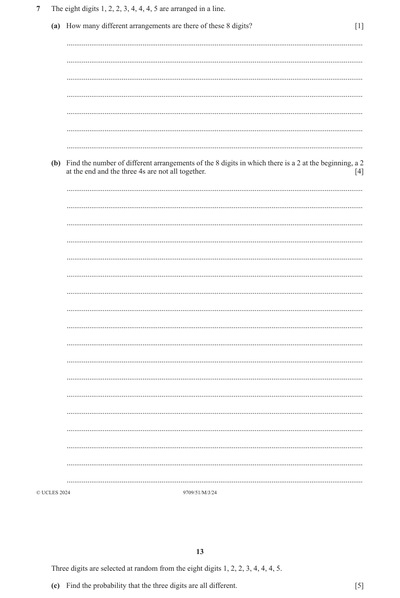 7 The eight digits 1, 2, 2, 3, 4, 4, 4, 5 are arranged in a line.
(a) How many different arrangements are there of these 8 digits? [1]
(b) Find the number of different arrangements of the 8 digits in which there is a 2 at the beginning, a 2
at the end and the three 4s are not all together. [4]
© UCLES 2024 9709/51/M/J/24
13
Three digits are selected at random from the eight digits 1, 2, 2, 3, 4, 4, 4, 5.
(c) Find the probability that the three digits are all different. [5]